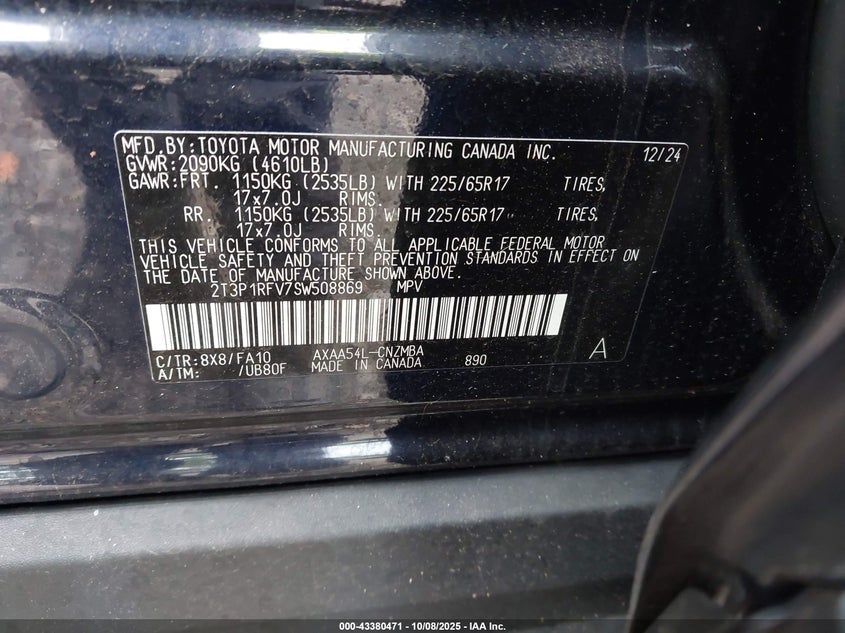 MFD.BY:TOYOTA MOTOR MANUFACTURING CANADA INC. 12/24
GVWR:2090KG (4610LB)
GAWR:FRT. 1150KG (2535LB) WITH 225/65R17 TIRES,
17x7.0J RIMS.
RR. 1150KG (2535LB) WITH 225/65R17 TIRES,
17x7.0J RIMS.
THIS VEHICLE CONFORMS TO ALL APPLICABLE FEDERAL MOTOR
VEHICLE SAFETY AND THEFT PREVENTION STANDARDS IN EFFECT ON
THE DATE OF MANUFACTURE SHOWN ABOVE.
2T3P1RFV7SW508869 MPV
C/TR:8X8/FA10 AXAA54L-CNZMBA
A/TM: /UB80F MADE IN CANADA 890 A
000-43380471 - 10/08/2025 - IAA Inc.